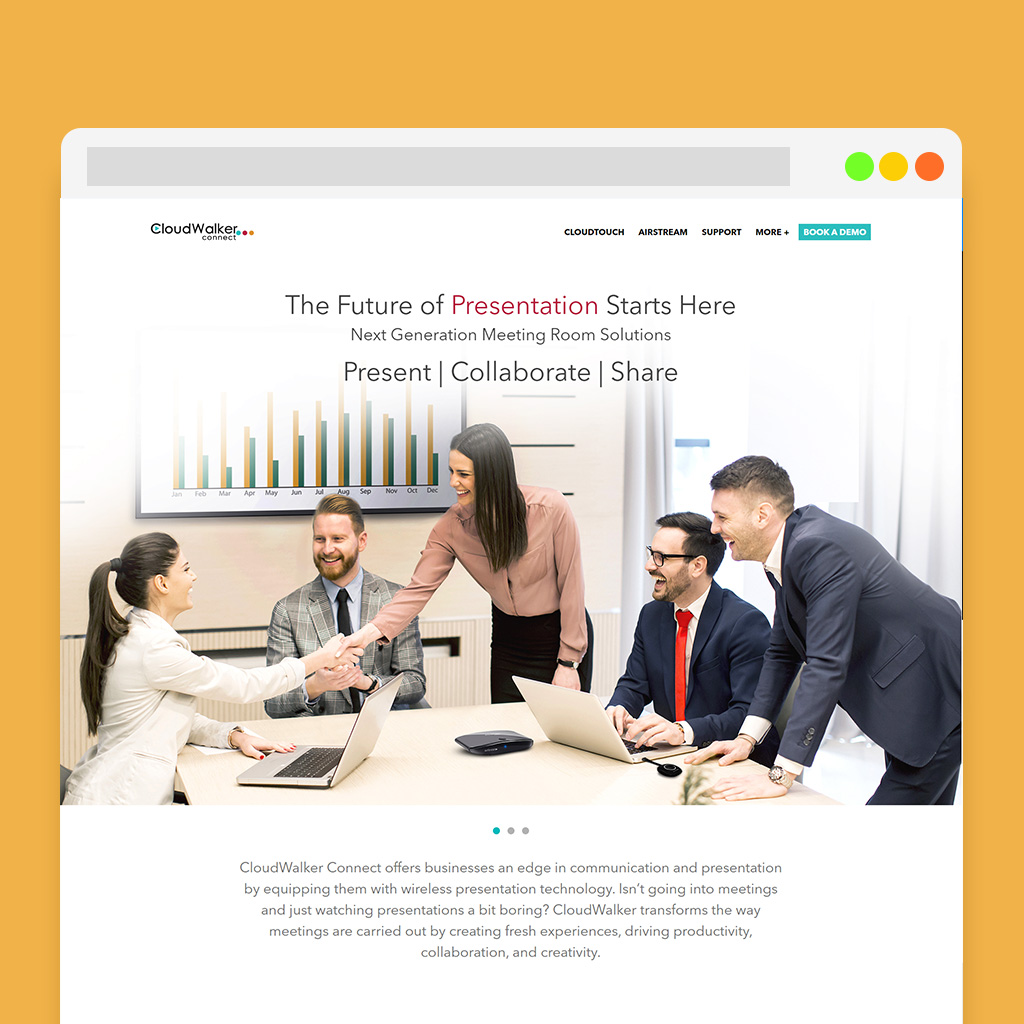 CloudWalker
connect
CLOUDTOUCH AIRSTREAM SUPPORT MORE + BOOK A DEMO
The Future of Presentation Starts Here
Next Generation Meeting Room Solutions
Present | Collaborate | Share
Jan Feb Mar Apr May Jun Jul Aug Sep Nov Oct Dec
CloudWalker Connect offers businesses an edge in communication and presentation
by equipping them with wireless presentation technology. Isn’t going into meetings
and just watching presentations a bit boring? CloudWalker transforms the way
meetings are carried out by creating fresh experiences, driving productivity,
collaboration, and creativity.